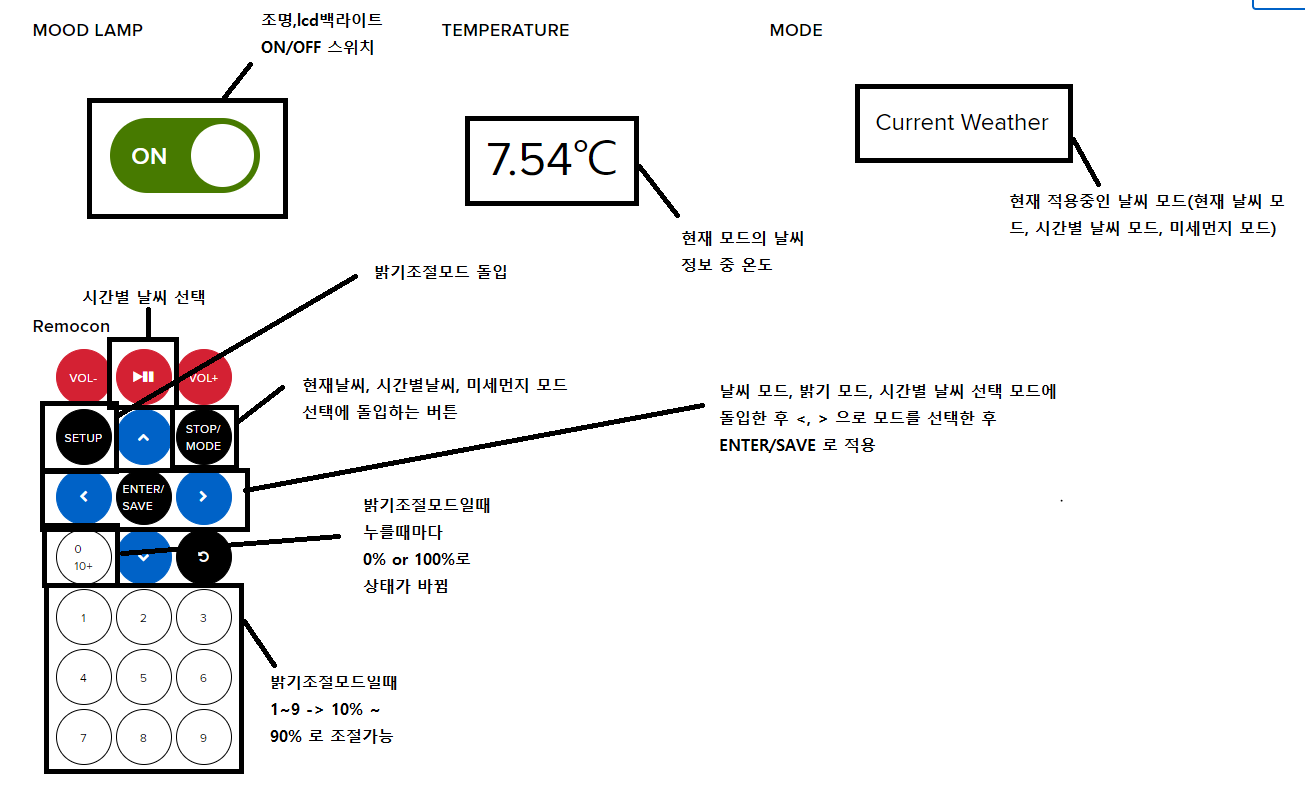 MOOD LAMP
조명,lcd백라이트
ON/OFF 스위치
TEMPERATURE
MODE
ON
7.54℃
Current Weather
현재 적용중인 날씨 모드(현재 날씨 모
드, 시간별 날씨 모드, 미세먼지 모드)
현재 모드의 날씨
정보 중 온도
밝기조절모드 돌입
시간별 날씨 선택
Remocon
VOL-
VOL+
현재날씨, 시간별날씨, 미세먼지 모드
선택에 돌입하는 버튼
날씨 모드, 밝기 모드, 시간별 날씨 선택 모드에
돌입한 후 <, > 으로 모드를 선택한 후
ENTER/SAVE 로 적용
SETUP
STOP/
MODE
ENTER/
SAVE
밝기조절모드일때
누를때마다
0% or 100%로
상태가 바뀜
0
10+
1 2 3
4 5 6
7 8 9
밝기조절모드일때
1~9 -> 10% ~
90% 로 조절가능